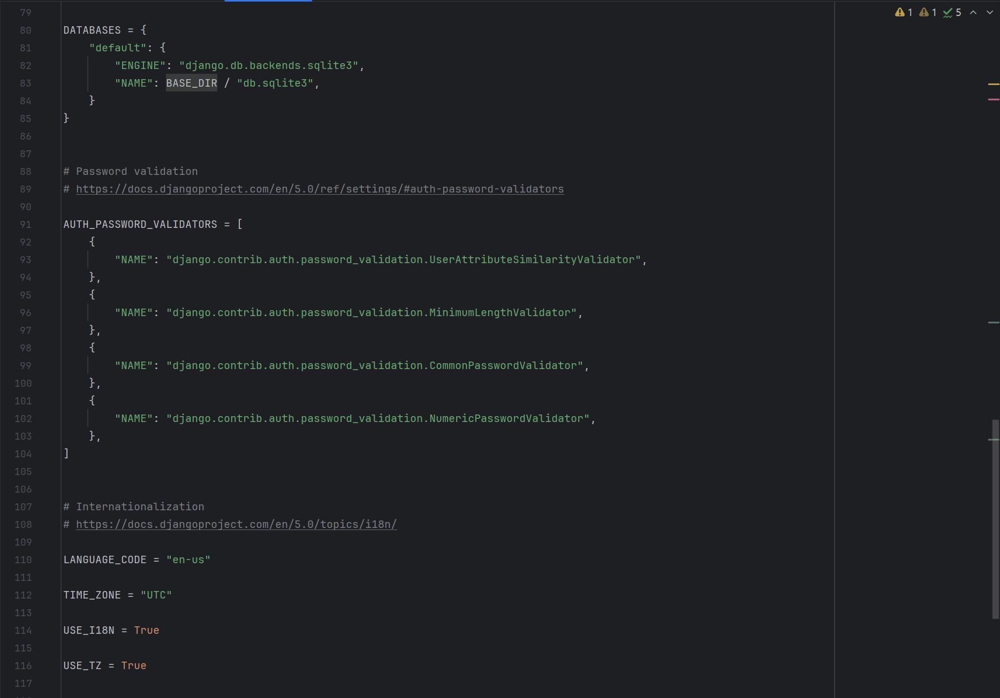 1 1 5
79
80 DATABASES = {
81     "default": {
82         "ENGINE": "django.db.backends.sqlite3",
83         "NAME": BASE_DIR / "db.sqlite3",
84     }
85 }
86
87
88 # Password validation
89 # https://docs.djangoproject.com/en/5.0/ref/settings/#auth-password-validators
90
91 AUTH_PASSWORD_VALIDATORS = [
92     {
93         "NAME": "django.contrib.auth.password_validation.UserAttributeSimilarityValidator",
94     },
95     {
96         "NAME": "django.contrib.auth.password_validation.MinimumLengthValidator",
97     },
98     {
99         "NAME": "django.contrib.auth.password_validation.CommonPasswordValidator",
100     },
101     {
102         "NAME": "django.contrib.auth.password_validation.NumericPasswordValidator",
103     },
104 ]
105
106
107 # Internationalization
108 # https://docs.djangoproject.com/en/5.0/topics/i18n/
109
110 LANGUAGE_CODE = "en-us"
111
112 TIME_ZONE = "UTC"
113
114 USE_I18N = True
115
116 USE_TZ = True
117